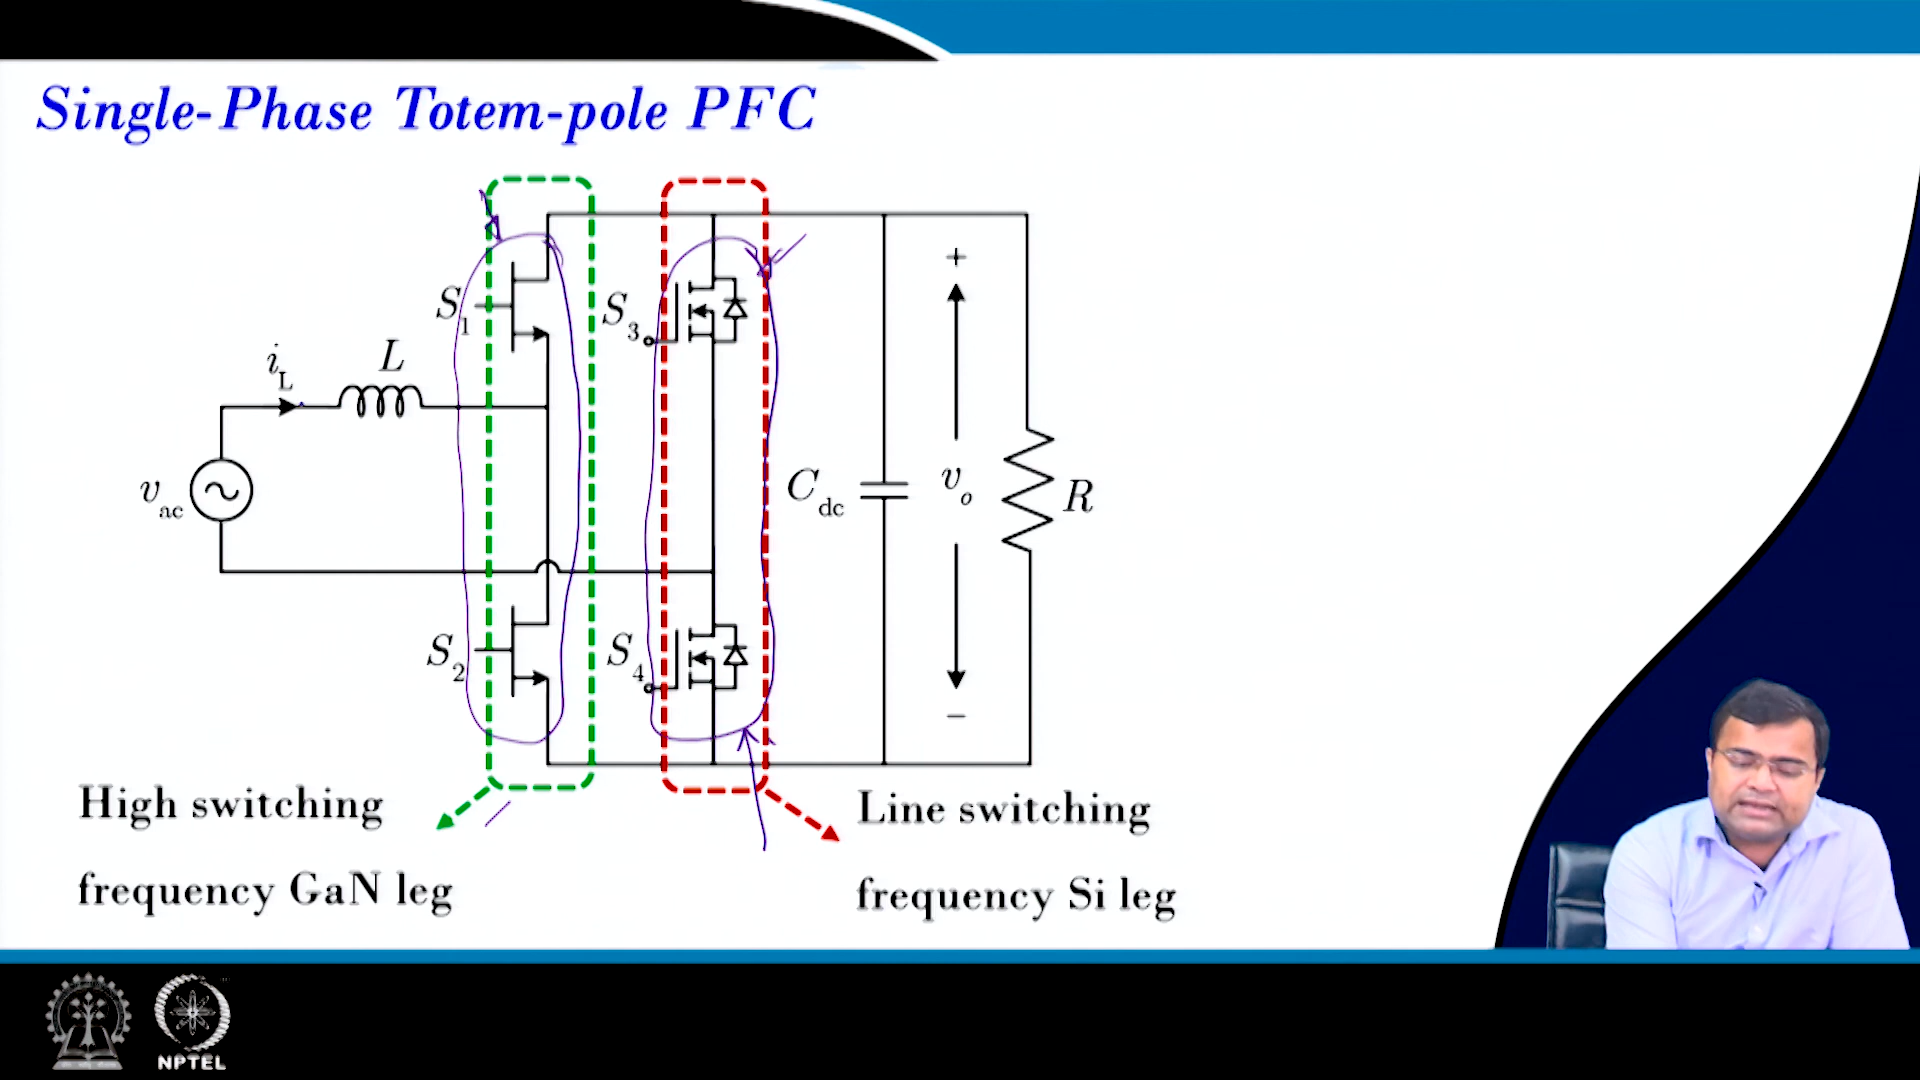 Single-Phase Totem-pole PFC
S1
S3
iL
L
+
vac
Cdc
vo
R
S2
S4
−
High switching
frequency GaN leg
Line switching
frequency Si leg
NPTEL